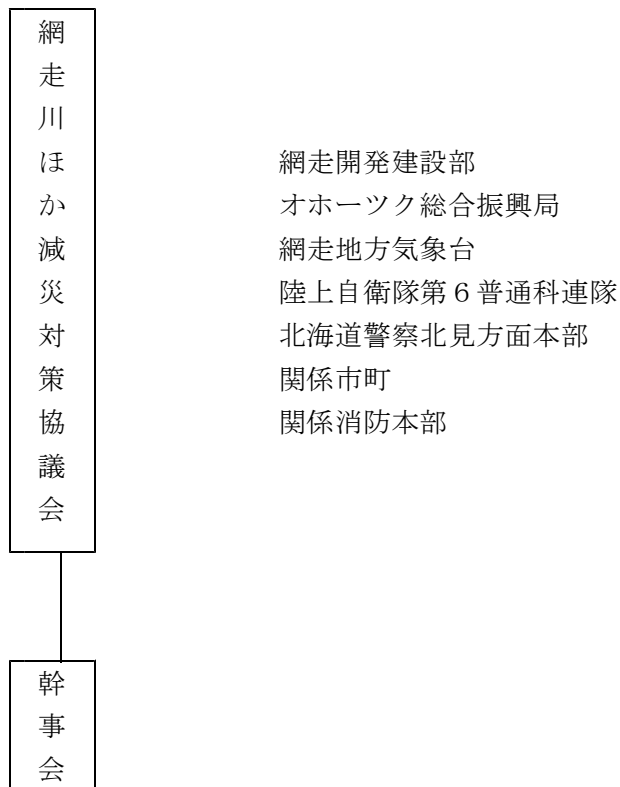 網走川ほか減災対策協議会
網走開発建設部
オホーツク総合振興局
網走地方気象台
陸上自衛隊第６普通科連隊
北海道警察北見方面本部
関係市町
関係消防本部
幹事会